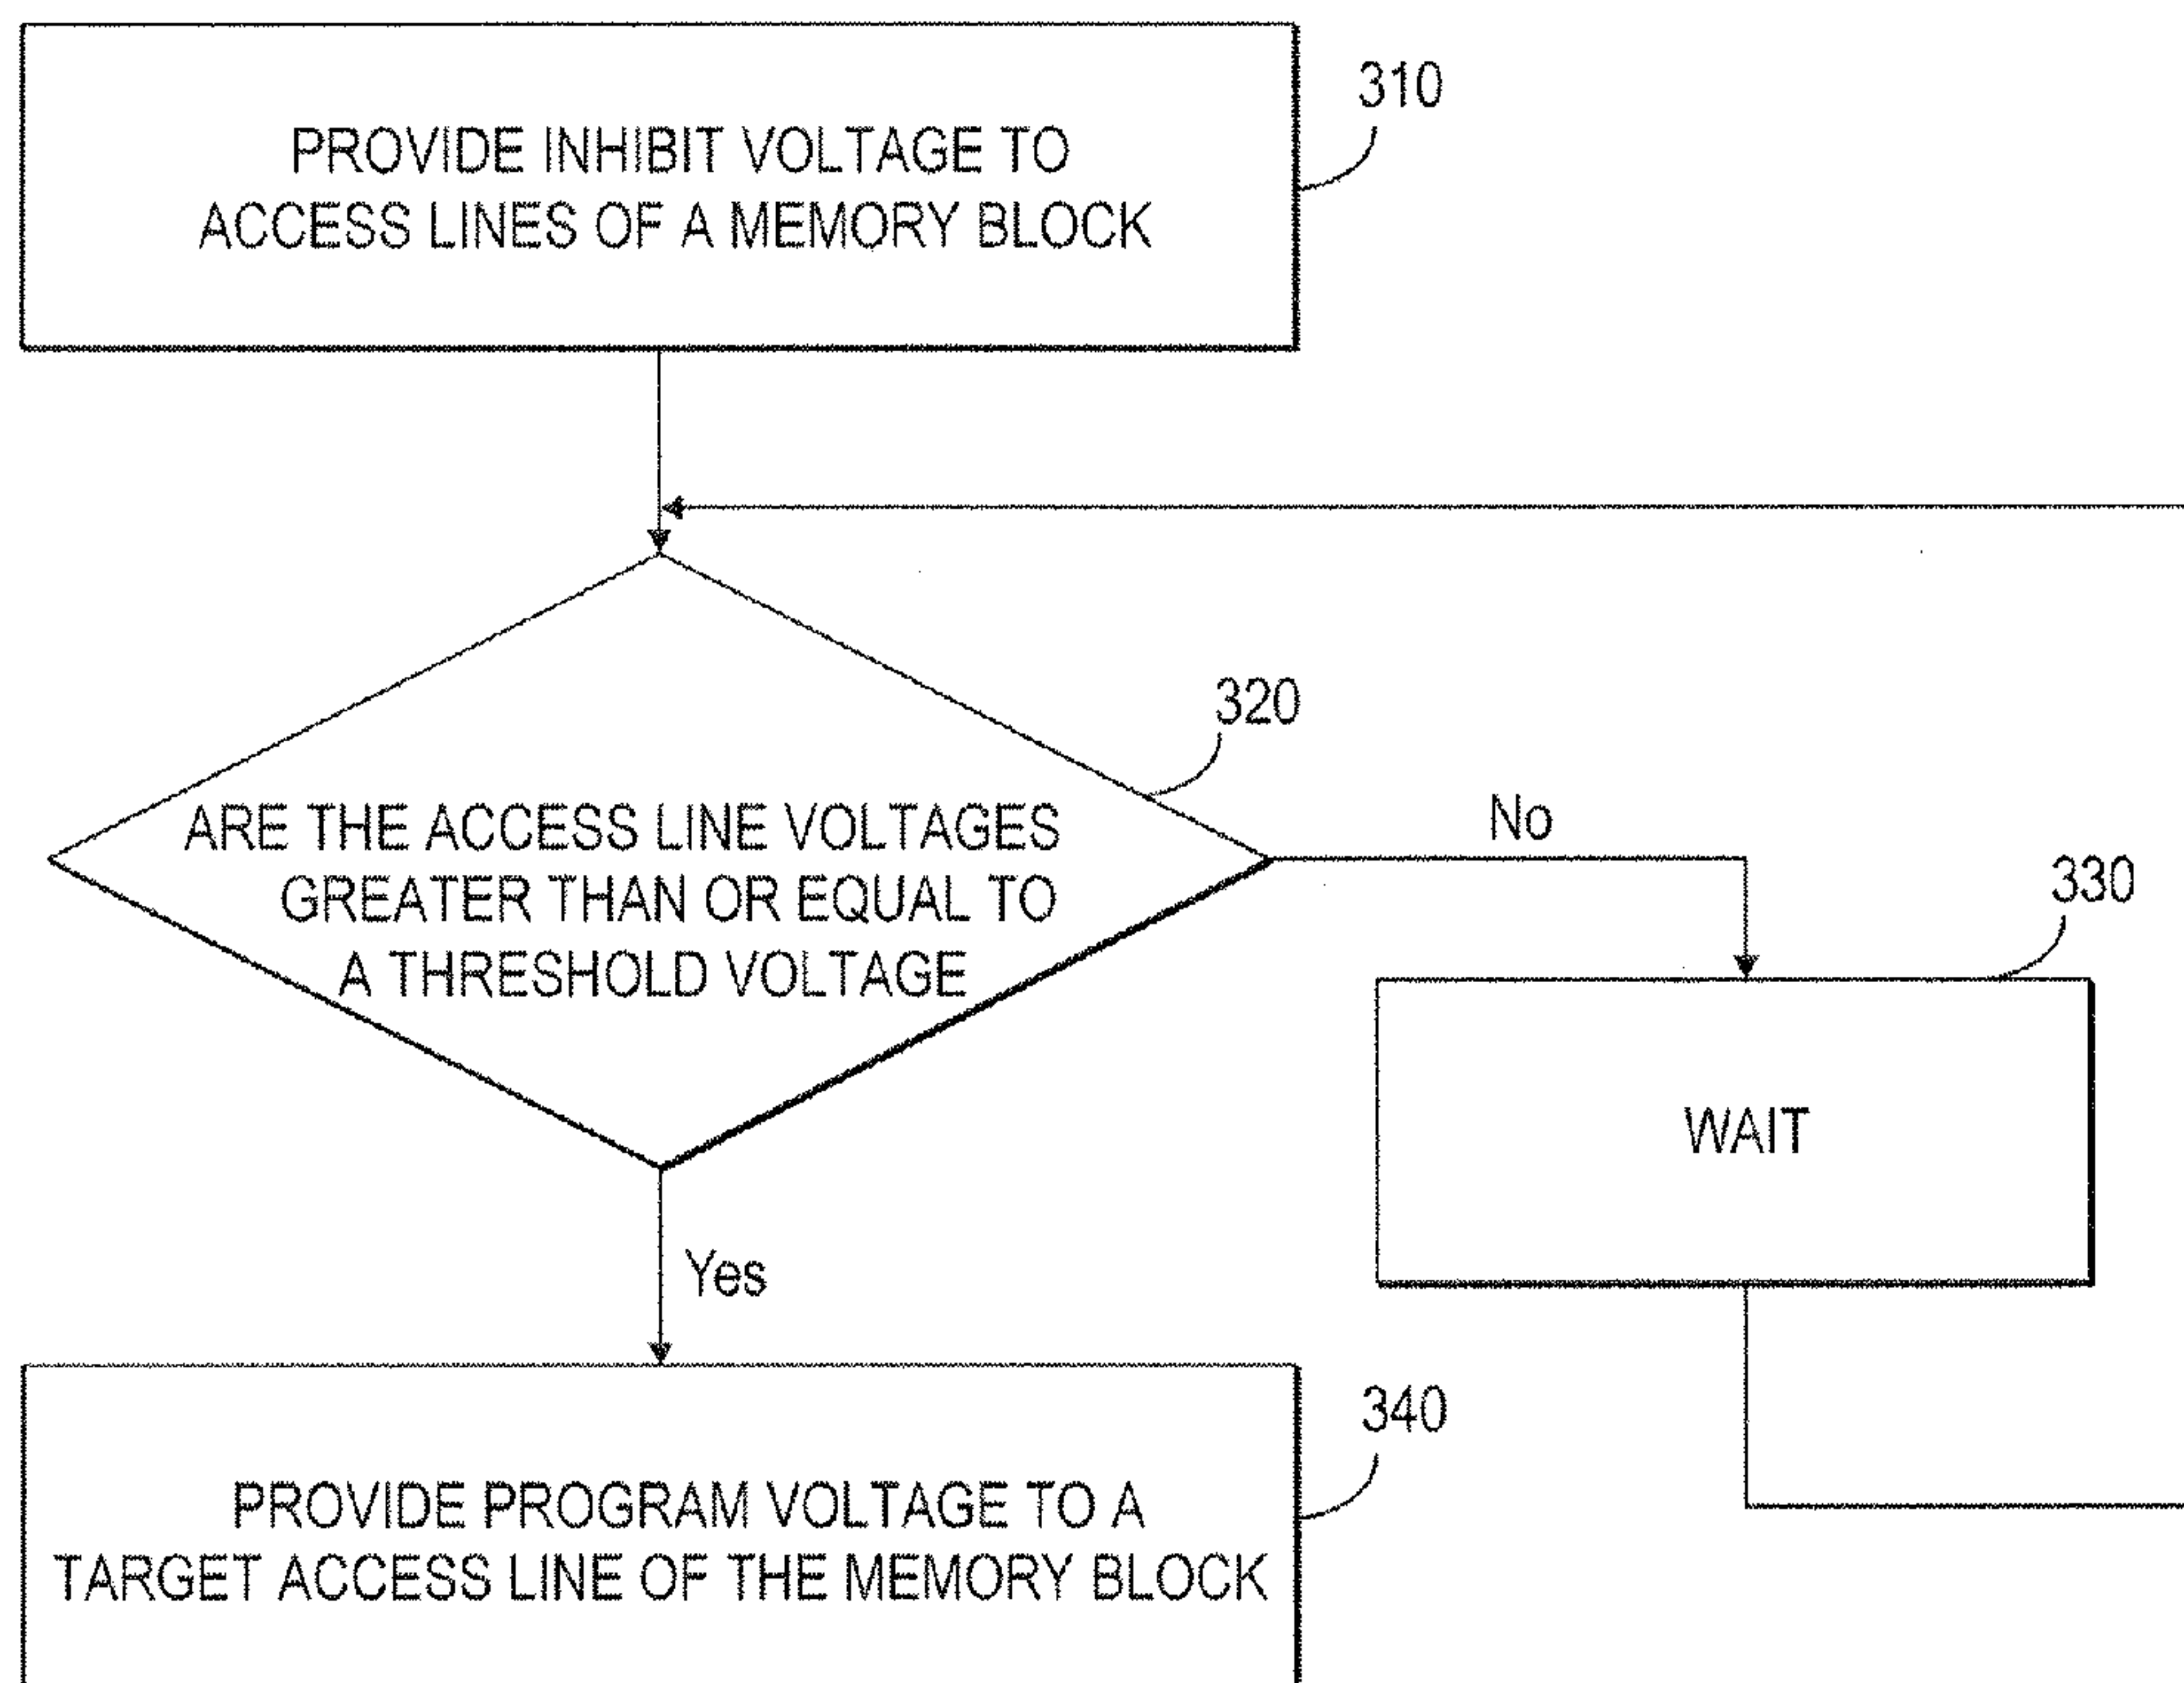 310
PROVIDE INHIBIT VOLTAGE TO
ACCESS LINES OF A MEMORY BLOCK
320
ARE THE ACCESS LINE VOLTAGES
GREATER THAN OR EQUAL TO
A THRESHOLD VOLTAGE
No
330
WAIT
Yes
340
PROVIDE PROGRAM VOLTAGE TO A
TARGET ACCESS LINE OF THE MEMORY BLOCK